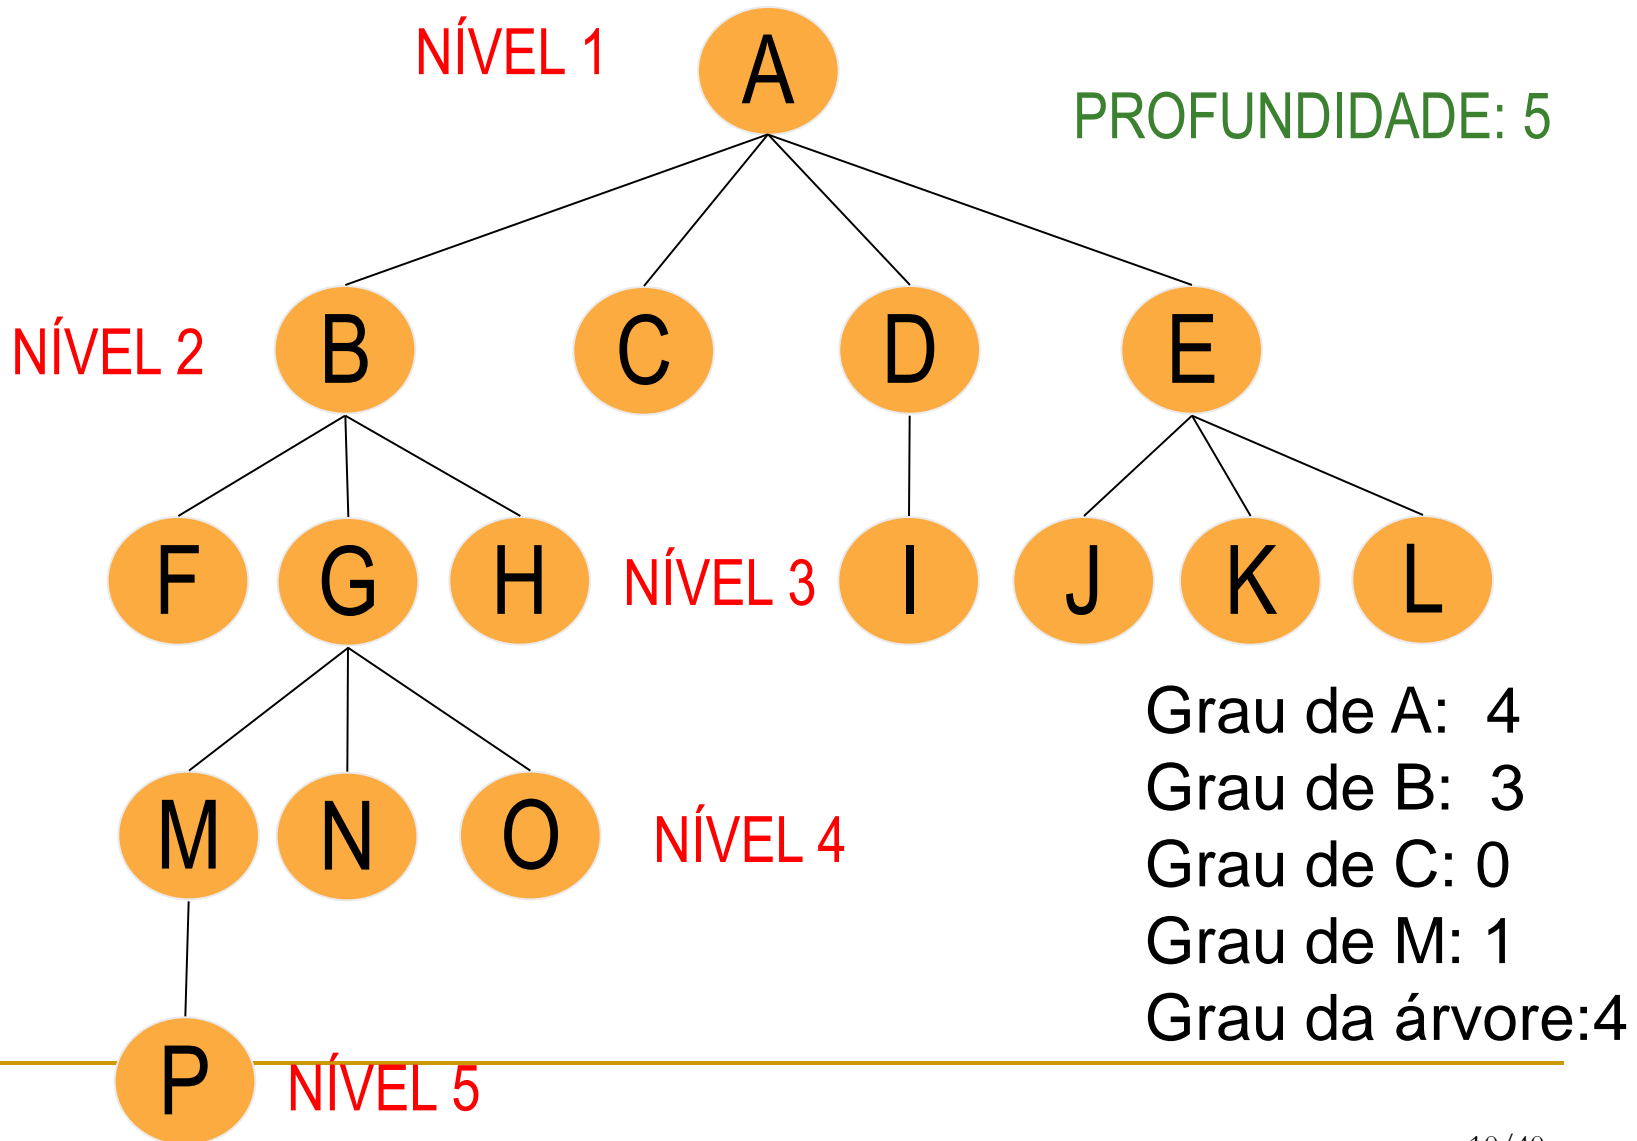 NÍVEL 1
A
PROFUNDIDADE: 5
NÍVEL 2
B
C
D
E
F
G
H
NÍVEL 3
I
J
K
L
M
N
O
NÍVEL 4
Grau de A: 4
Grau de B: 3
Grau de C: 0
Grau de M: 1
Grau da árvore:4
P
NÍVEL 5